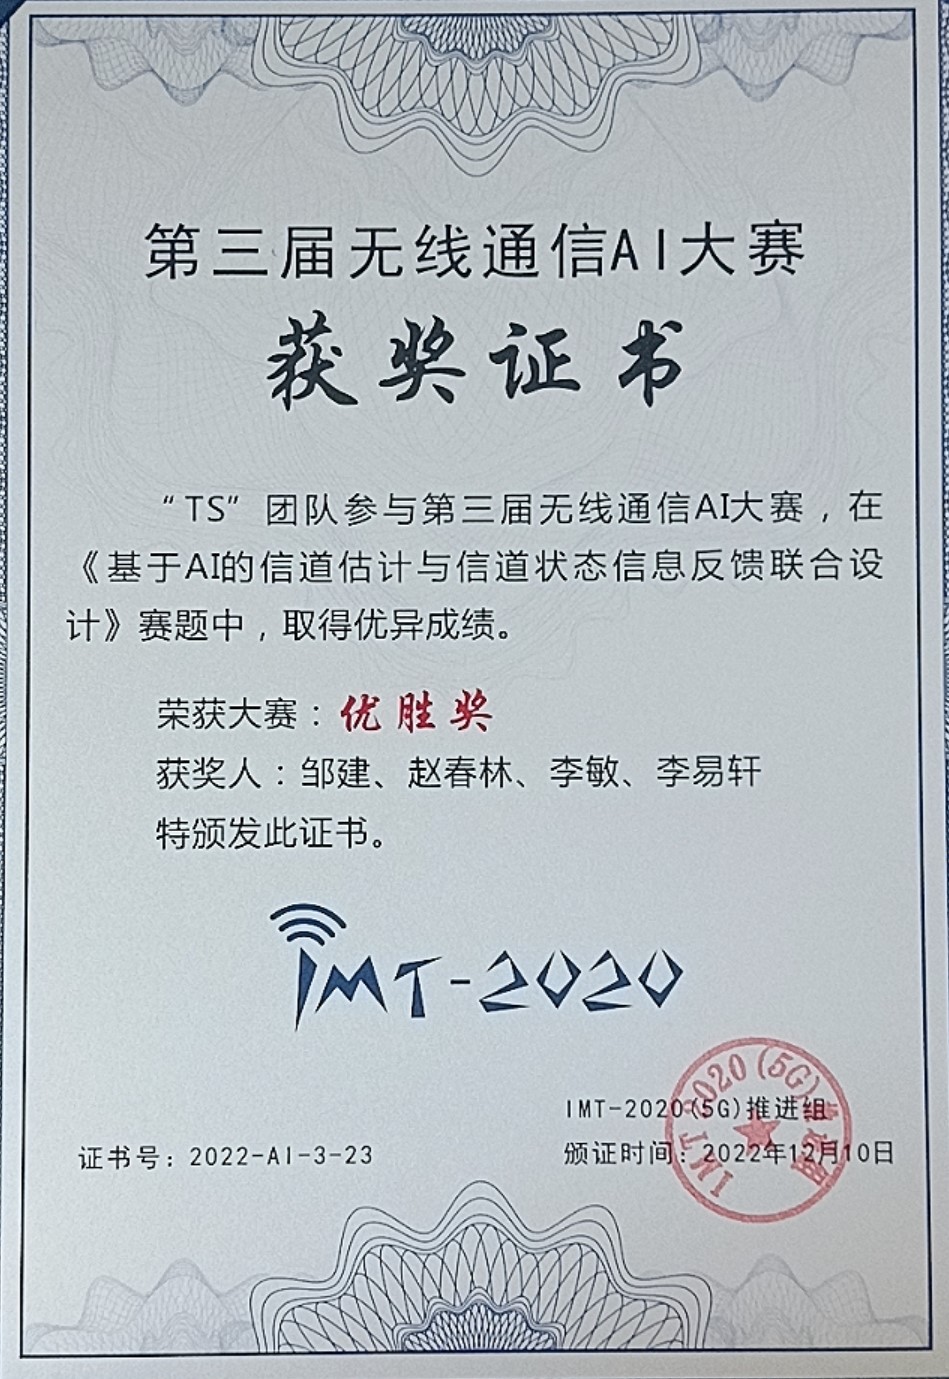 第三届无线通信AI大赛
获奖证书
“TS”团队参与第三届无线通信AI大赛，在
《基于AI的信道估计与信道状态信息反馈联合设
计》赛题中，取得优异成绩。
荣获大赛：优胜奖
获奖人：邹建、赵春林、李敏、李易轩
特颁发此证书。
IMT-2020
IMT-2020(5G)推进组
证书号：2022-AI-3-23
颁证时间：2022年12月10日
IMT-2020(5G)推进组